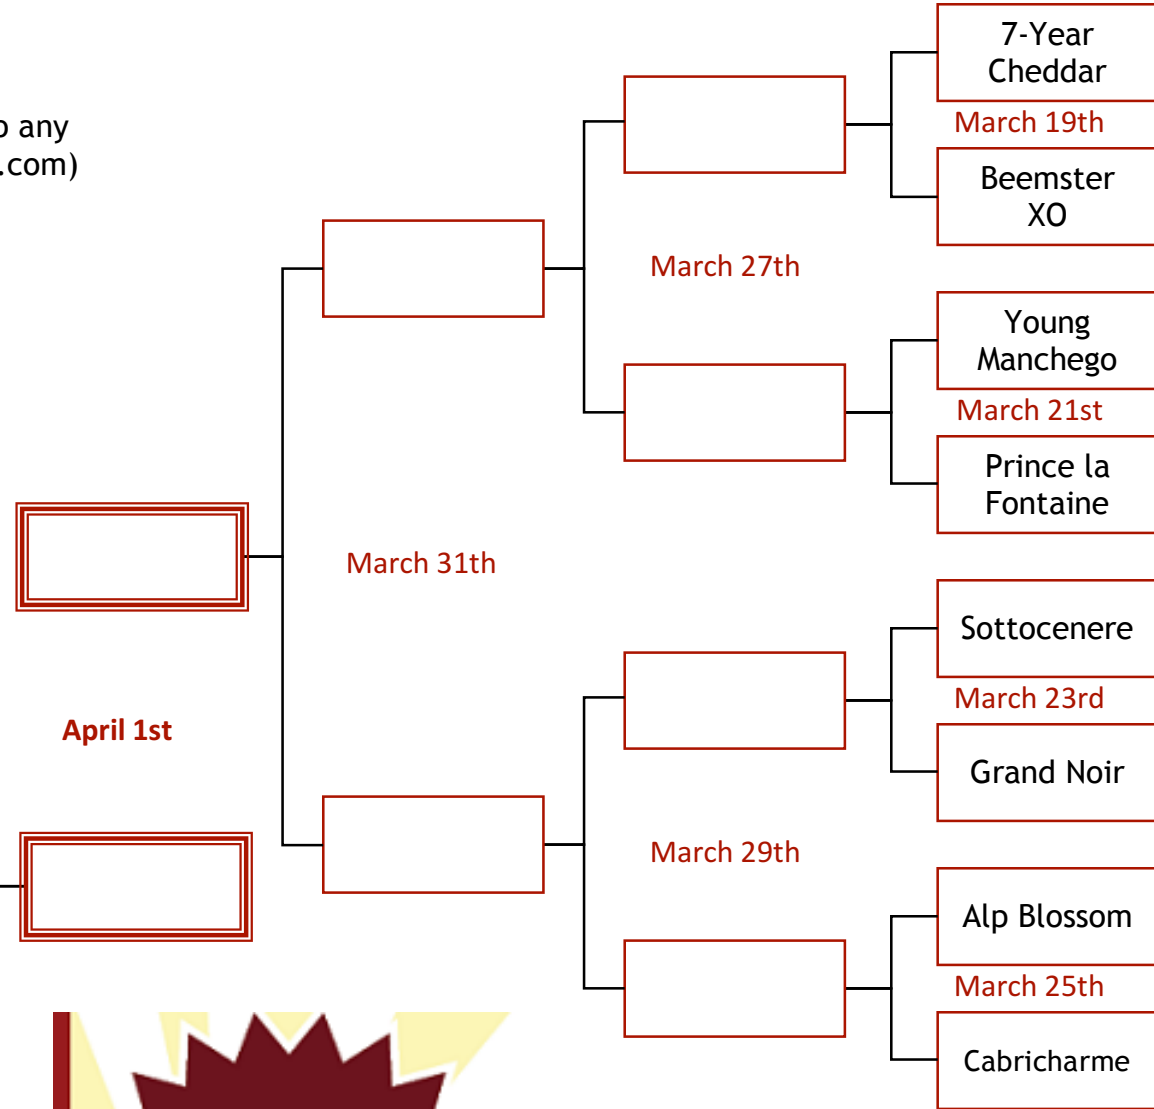 7-Year
Cheddar
March 19th
o any
.com)
Beemster
XO
March 27th
Young
Manchego
March 21st
Prince la
Fontaine
March 31th
Sottocenere
March 23rd
April 1st
Grand Noir
March 29th
Alp Blossom
March 25th
Cabricharme